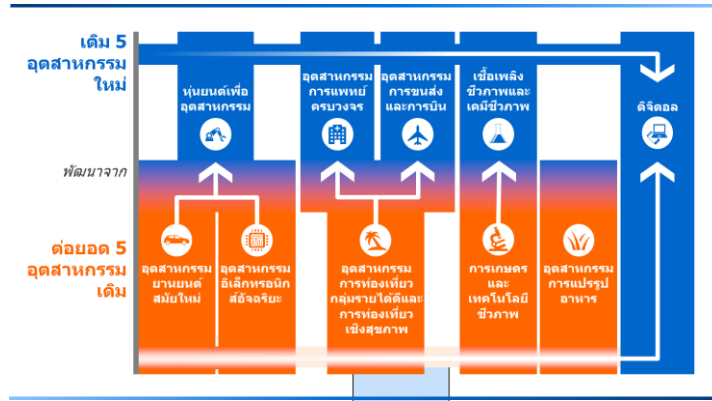 เติม 5
อุตสาหกรรม
ใหม่
หุ่นยนต์เพื่อ
อุตสาหกรรม
อุตสาหกรรม
การแพทย์
ครบวงจร
อุตสาหกรรม
การขนส่ง
และการบิน
เชื้อเพลิง
ชีวภาพและ
เคมีชีวภาพ
ดิจิตอล
พัฒนาจาก
ต่อยอด 5
อุตสาหกรรม
เดิม
อุตสาหกรรม
ยานยนต์
สมัยใหม่
อุตสาหกรรม
อิเล็กทรอนิก
ส์อัจฉริยะ
อุตสาหกรรม
การท่องเที่ยว
กลุ่มรายได้ดีและ
การท่องเที่ยว
เชิงสุขภาพ
การเกษตร
และ
เทคโนโลยี
ชีวภาพ
อุตสาหกรรม
การแปรรูป
อาหาร